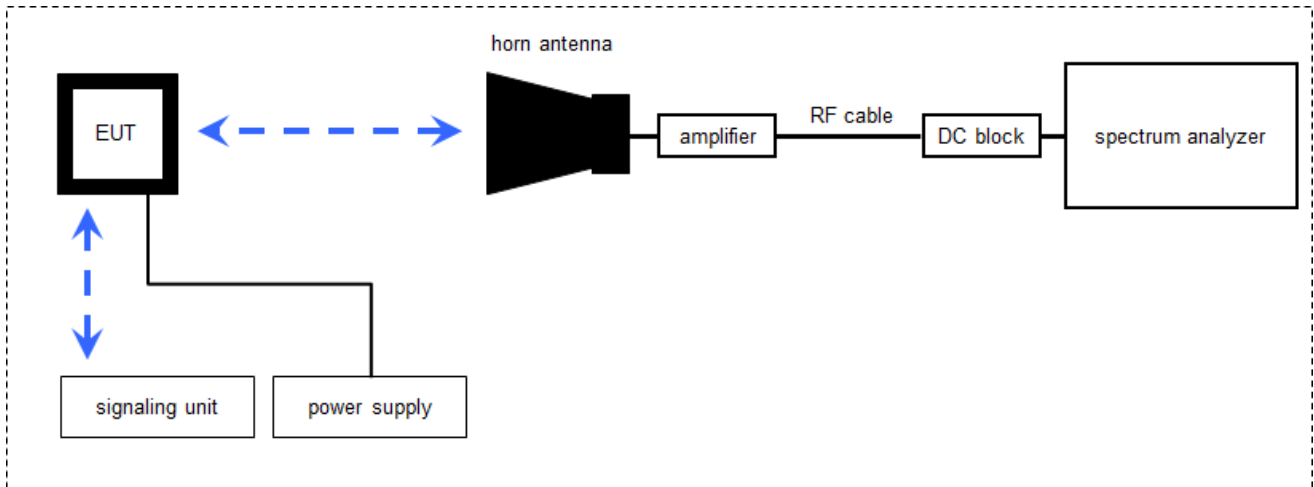 horn antenna
EUT
amplifier
RF cable
DC block
spectrum analyzer
signaling unit
power supply